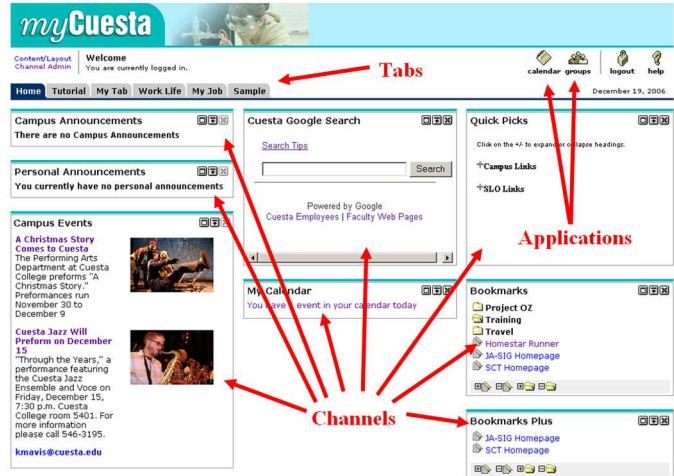 myCuesta
Content/Layout
Channel Admin
Welcome
You are currently logged in.
Tabs
calendar groups logout help
Home Tutorial My Tab Work Life My Job Sample
December 19, 2006
Campus Announcements
There are no Campus Announcements
Personal Announcements
You currently have no personal announcements
Campus Events
A Christmas Story
Comes to Cuesta
The Performing Arts
Department at Cuesta
College preforms "A
Christmas Story."
Preformances run
November 30 to
December 9
Cuesta Jazz Will
Preform on December
15
"Through the Years," a
performance featuring
the Cuesta Jazz
Ensemble and Voce on
Friday, December 15,
7:30 p.m. Cuesta
College room 5401. For
more information
please call 546-3195.
kmavis@cuesta.edu
Cuesta Google Search
Search Tips
Search
Powered by Google
Cuesta Employees | Faculty Web Pages
My Calendar
You have event in your calendar today
Channels
Quick Picks
Click on the +/- to expand or collapse headings.
+Campus Links
+SLO Links
Applications
Bookmarks
Project OZ
Training
Travel
Homestar Runner
JA-SIG Homepage
SCT Homepage
Bookmarks Plus
JA-SIG Homepage
SCT Homepage